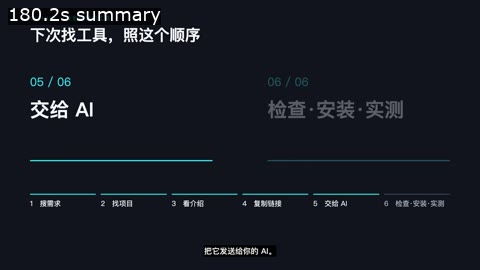 180.2s summary
下次找工具，照这个顺序
05 / 06
交给 AI
06 / 06
检查·安装·实测
1 搜需求
2 找项目
3 看介绍
4 复制链接
5 交给 AI
6 检查·安装·实测
把它发送给你的 AI。